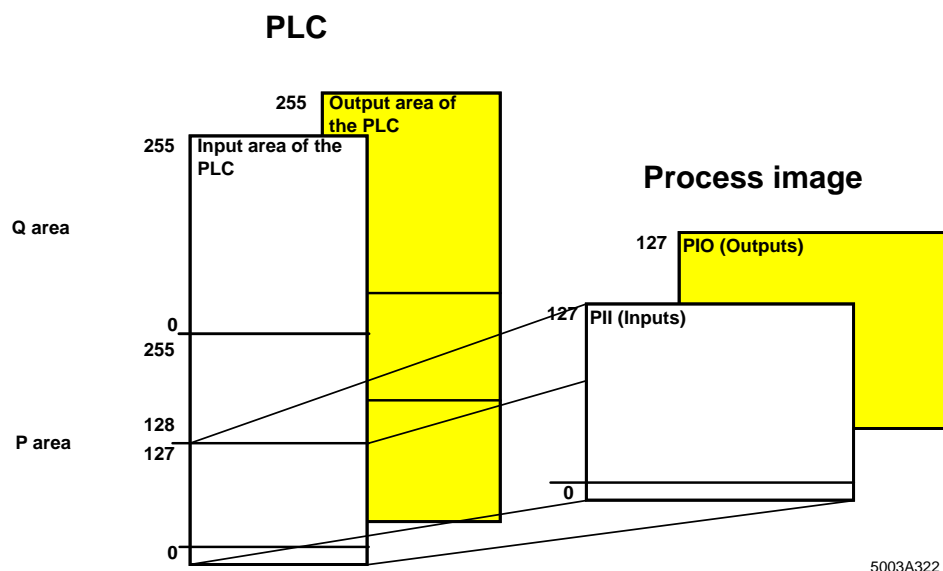 PLC
255
Output area of
the PLC
255
Input area of the
PLC
Process image
Q area
127
PIO (Outputs)
127
PII (Inputs)
0
255
128
P area
127
0
0
5003A322